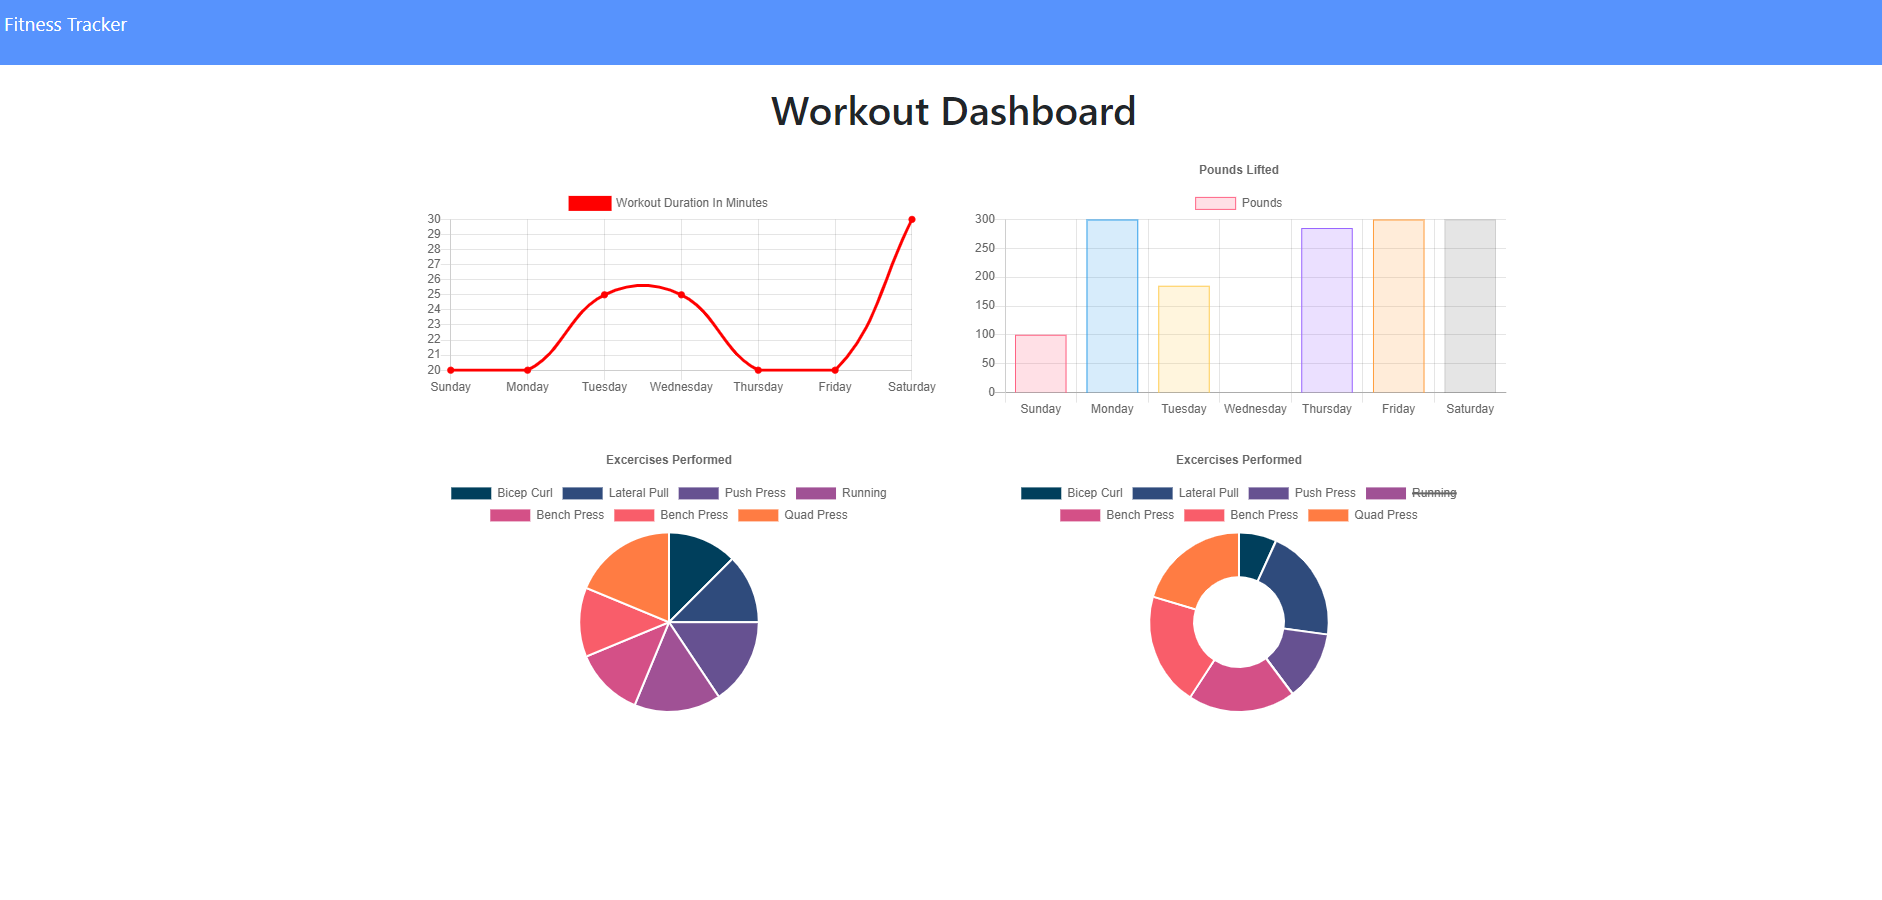 Fitness Tracker
Workout Dashboard
Workout Duration In Minutes
30
29
28
27
26
25
24
23
22
21
20
Sunday Monday Tuesday Wednesday Thursday Friday Saturday
Pounds Lifted
Pounds
300
250
200
150
100
50
0
Sunday Monday Tuesday Wednesday Thursday Friday Saturday
Excercises Performed
Bicep Curl Lateral Pull Push Press Running
Bench Press Bench Press Quad Press
Excercises Performed
Bicep Curl Lateral Pull Push Press Running
Bench Press Bench Press Quad Press